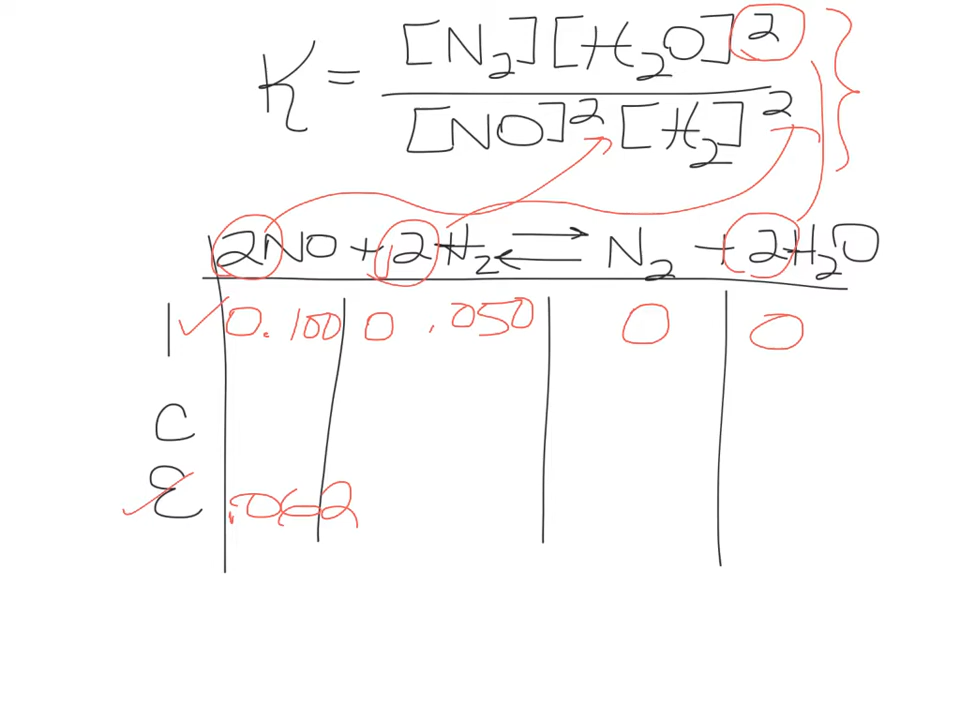 K = [N₂][H₂O]² / [NO]²[H₂]²
2NO + 2H₂ ⇌ N₂ + 2H₂O
I 0.100 0.050 0 0
C
E .062